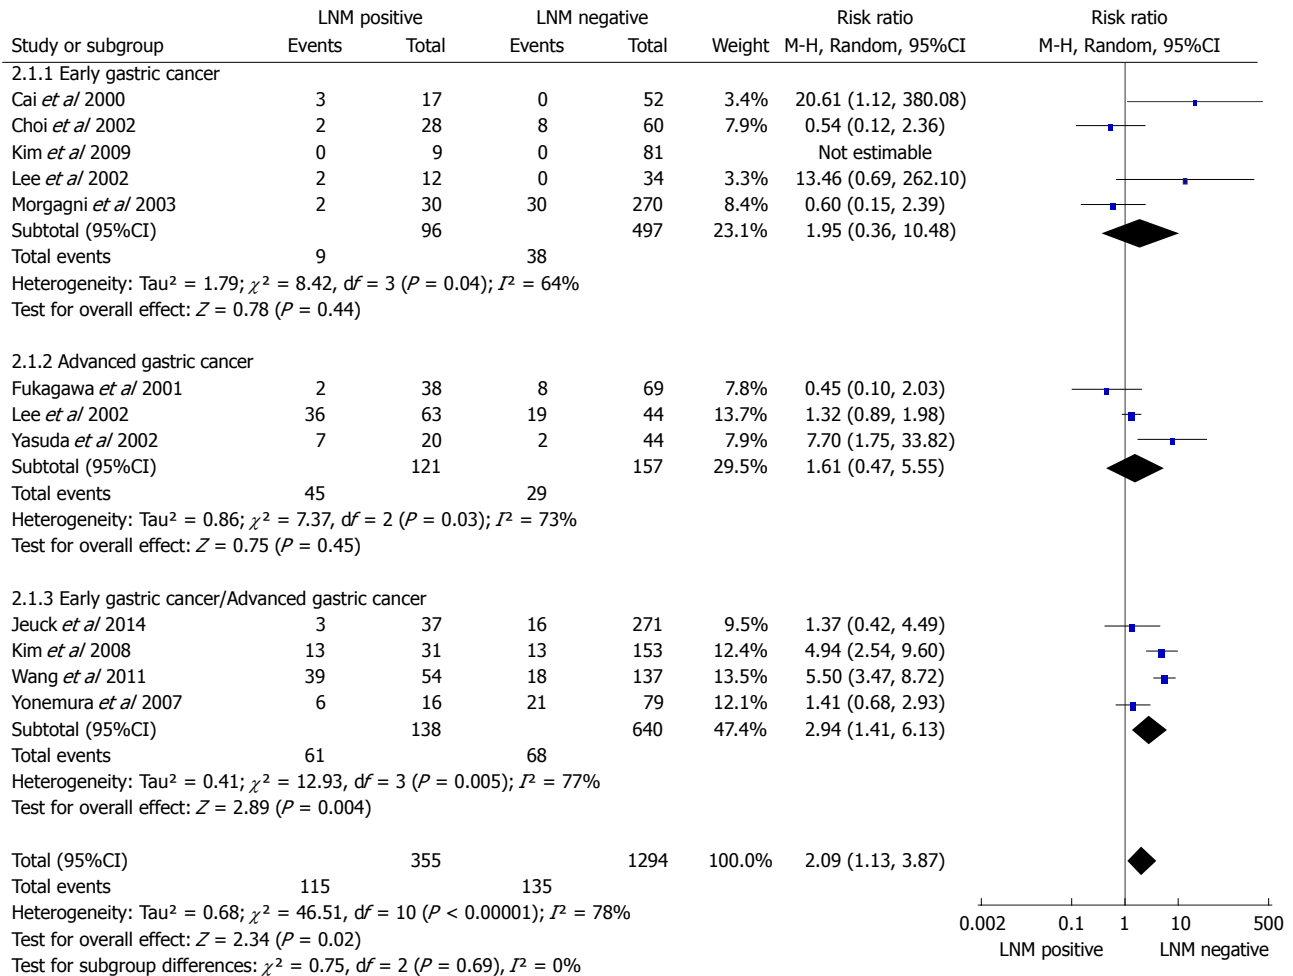 LNM positive LNM negative Risk ratio Risk ratio
Study or subgroup Events Total Events Total Weight M-H, Random, 95%CI M-H, Random, 95%CI
2.1.1 Early gastric cancer
Cai et al 2000 3 17 0 52 3.4% 20.61 (1.12, 380.08)
Choi et al 2002 2 28 8 60 7.9% 0.54 (0.12, 2.36)
Kim et al 2009 0 9 0 81 Not estimable
Lee et al 2002 2 12 0 34 3.3% 13.46 (0.69, 262.10)
Morgagni et al 2003 2 30 30 270 8.4% 0.60 (0.15, 2.39)
Subtotal (95%CI) 96 497 23.1% 1.95 (0.36, 10.48)
Total events 9 38
Heterogeneity: Tau² = 1.79; χ² = 8.42, df = 3 (P = 0.04); I² = 64%
Test for overall effect: Z = 0.78 (P = 0.44)
2.1.2 Advanced gastric cancer
Fukagawa et al 2001 2 38 8 69 7.8% 0.45 (0.10, 2.03)
Lee et al 2002 36 63 19 44 13.7% 1.32 (0.89, 1.98)
Yasuda et al 2002 7 20 2 44 7.9% 7.70 (1.75, 33.82)
Subtotal (95%CI) 121 157 29.5% 1.61 (0.47, 5.55)
Total events 45 29
Heterogeneity: Tau² = 0.86; χ² = 7.37, df = 2 (P = 0.03); I² = 73%
Test for overall effect: Z = 0.75 (P = 0.45)
2.1.3 Early gastric cancer/Advanced gastric cancer
Jeuck et al 2014 3 37 16 271 9.5% 1.37 (0.42, 4.49)
Kim et al 2008 13 31 13 153 12.4% 4.94 (2.54, 9.60)
Wang et al 2011 39 54 18 137 13.5% 5.50 (3.47, 8.72)
Yonemura et al 2007 6 16 21 79 12.1% 1.41 (0.68, 2.93)
Subtotal (95%CI) 138 640 47.4% 2.94 (1.41, 6.13)
Total events 61 68
Heterogeneity: Tau² = 0.41; χ² = 12.93, df = 3 (P = 0.005); I² = 77%
Test for overall effect: Z = 2.89 (P = 0.004)
Total (95%CI) 355 1294 100.0% 2.09 (1.13, 3.87)
Total events 115 135
Heterogeneity: Tau² = 0.68; χ² = 46.51, df = 10 (P < 0.00001); I² = 78%
Test for overall effect: Z = 2.34 (P = 0.02)
Test for subgroup differences: χ² = 0.75, df = 2 (P = 0.69), I² = 0%
0.002 0.1 1 10 500
LNM positive LNM negative